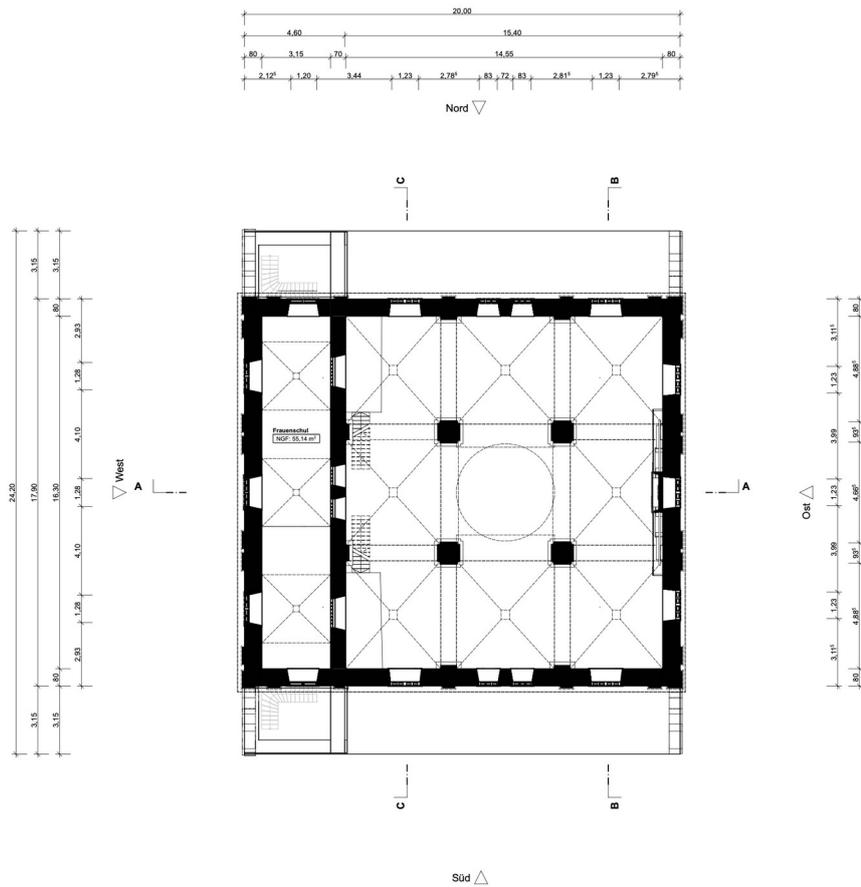 20,00
4,60 15,40
80 3,15 70 14,55 80
2,12⁵ 1,20 3,44 1,23 2,78⁵ 83 72 83 2,81⁵ 1,23 2,79⁵
Nord
C B
24,20
3,15 17,90 3,15
3,15 80 16,30 80 3,15
2,93 1,28 4,10 1,28 4,10 1,28 2,93
West
A
Frauenschul
NGF: 55,14 m²
A
Ost
3,11⁵ 1,23 3,99 1,23 3,99 1,23 3,11⁵
80 4,88⁵ 93⁵ 4,66⁵ 93⁵ 4,88⁵ 80
C B
Süd